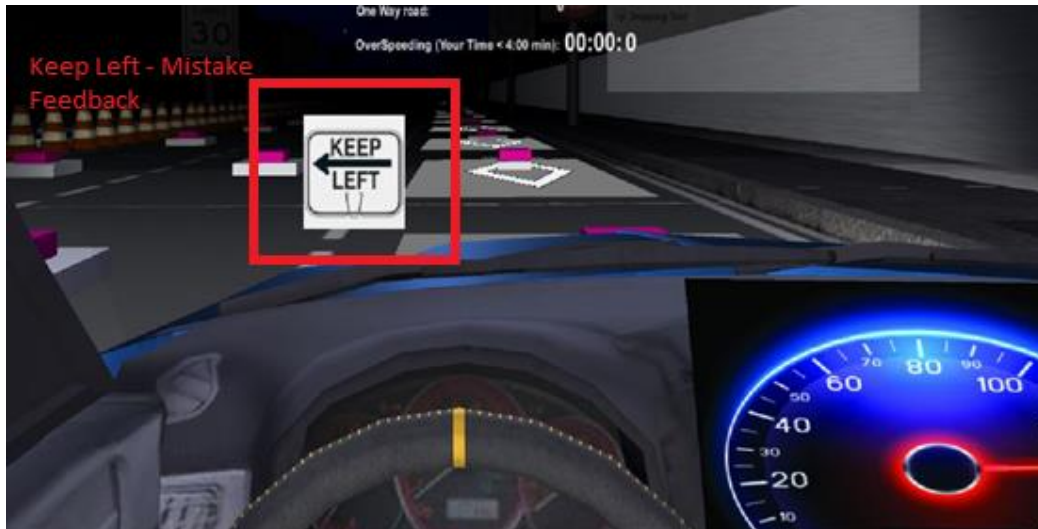 One Way road:
30
OverSpeeding (Your Time < 4:00 min): 00:00:0
Keep Left - Mistake
Feedback
KEEP
LEFT
60 70 80 90 100
50
40
30
20
10